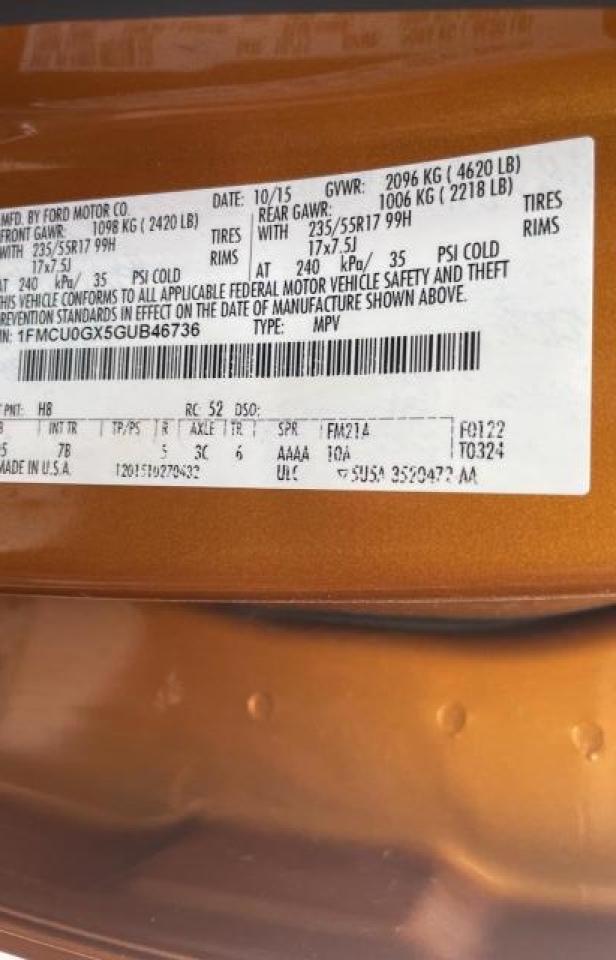 MFD. BY FORD MOTOR CO. DATE: 10/15 GVWR: 2096 KG ( 4620 LB)
FRONT GAWR: 1098 KG ( 2420 LB) REAR GAWR: 1006 KG ( 2218 LB)
WITH 235/55R17 99H TIRES WITH 235/55R17 99H TIRES
17x7.5J RIMS 17x7.5J RIMS
AT 240 kPa/ 35 PSI COLD AT 240 kPa/ 35 PSI COLD
THIS VEHICLE CONFORMS TO ALL APPLICABLE FEDERAL MOTOR VEHICLE SAFETY AND THEFT
PREVENTION STANDARDS IN EFFECT ON THE DATE OF MANUFACTURE SHOWN ABOVE.
IN: 1FMCU0GX5GUB46736 TYPE: MPV
PNT: H8 RC: 52 DSO:
B INT TR TP/PS R AXLE TR SPR FM21A F0122
5 7B 5 3C 6 AAAA 10A T0324
MADE IN U.S.A. ULC